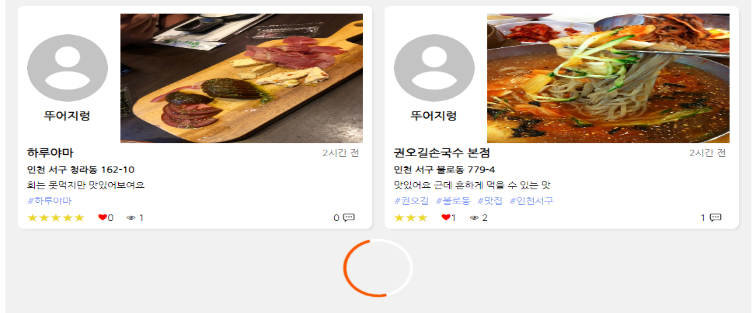 뚜어지렁
하루야마
2시간 전
인천 서구 청라동 162-10
회는 못먹지만 맛있어보여요
#하루야마
★★★★★ ❤0 👁 1
0 💬
뚜어지렁
권오길손국수 본점
2시간 전
인천 서구 불로동 779-4
맛있어요 근데 흔하게 먹을 수 있는 맛
#권오길 #불로동 #맛집 #인천서구
★★★ ❤1 👁 2
1 💬